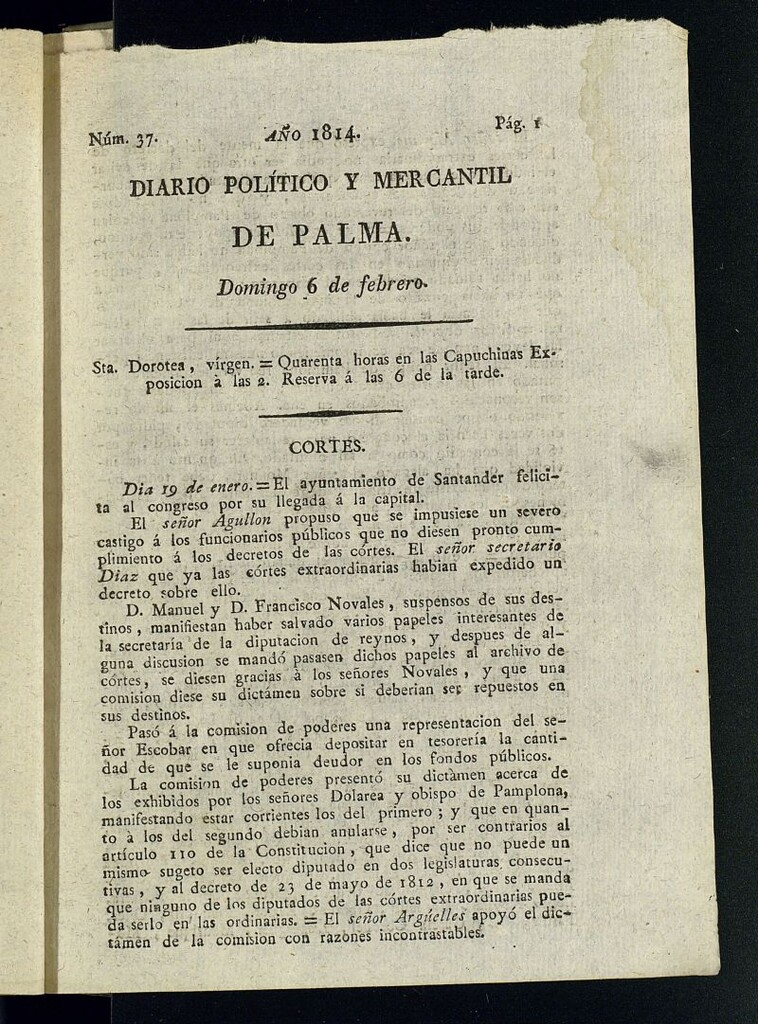 Núm. 37. AÑO 1814. Pág. 1
DIARIO POLÍTICO Y MERCANTIL
DE PALMA.
Domingo 6 de febrero.
Sta. Dorotea, vírgen. = Quarenta horas en las Capuchinas Ex-
posicion à las 2. Reserva á las 6 de la tarde.
CORTES.
Dia 19 de enero. = El ayuntamiento de Santander felici-
ta al congreso por su llegada á la capital.
El señor Agullon propuso que se impusiese un severo
castigo á los funcionarios públicos que no diesen pronto cum-
plimiento á los decretos de las córtes. El señor secretario
Diaz que ya las córtes extraordinarias habian expedido un
decreto sobre ello.
D. Manuel y D. Francisco Novales, suspensos de sus des-
tinos, manifiestan haber salvado vários papeles interesantes de
la secretaría de la diputacion de reynos, y despues de al-
guna discusion se mandó pasasen dichos papeles al archivo de
córtes, se diesen gracias à los señores Novales, y que una
comision diese su dictámen sobre si deberian ser repuestos en
sus destinos.
Pasó á la comision de poderes una representacion del se-
ñor Escobar en que ofrecia depositar en tesorería la canti-
dad de que se le suponia deudor en los fondos públicos.
La comision de poderes presentó su dictàmen acerca de
los exhibidos por los señores Dolarea y obispo de Pamplona,
manifestando estar corrientes los del primero; y que en quan-
to à los del segundo debian anularse, por ser contrarios al
artículo 110 de la Constitucion, que dice que no puede un
mismo sugeto ser electo diputado en dos legislaturas consecu-
tivas, y al decreto de 23 de mayo de 1812, en que se manda
que ninguno de los diputados de las córtes extraordinarias pue-
da serlo en las ordinarias. = El señor Argüelles apoyó el dic-
támen de la comision con razones incontrastables.